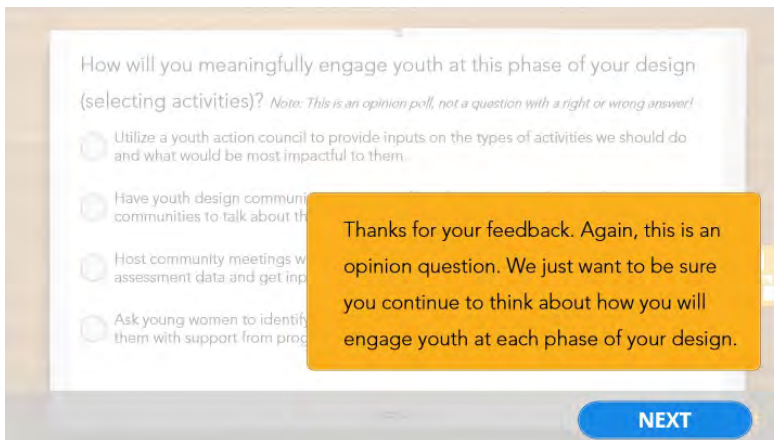 How will you meaningfully engage youth at this phase of your design
(selecting activities)? Note: This is an opinion poll, not a question with a right or wrong answer!
Utilize a youth action council to provide inputs on the types of activities we should do
and what would be most impactful to them.
Have youth design
communities to talk about
Host community meetings
assessment data and get
Ask young women to identify
them with support from
Thanks for your feedback. Again, this is an
opinion question. We just want to be sure
you continue to think about how you will
engage youth at each phase of your design.
NEXT